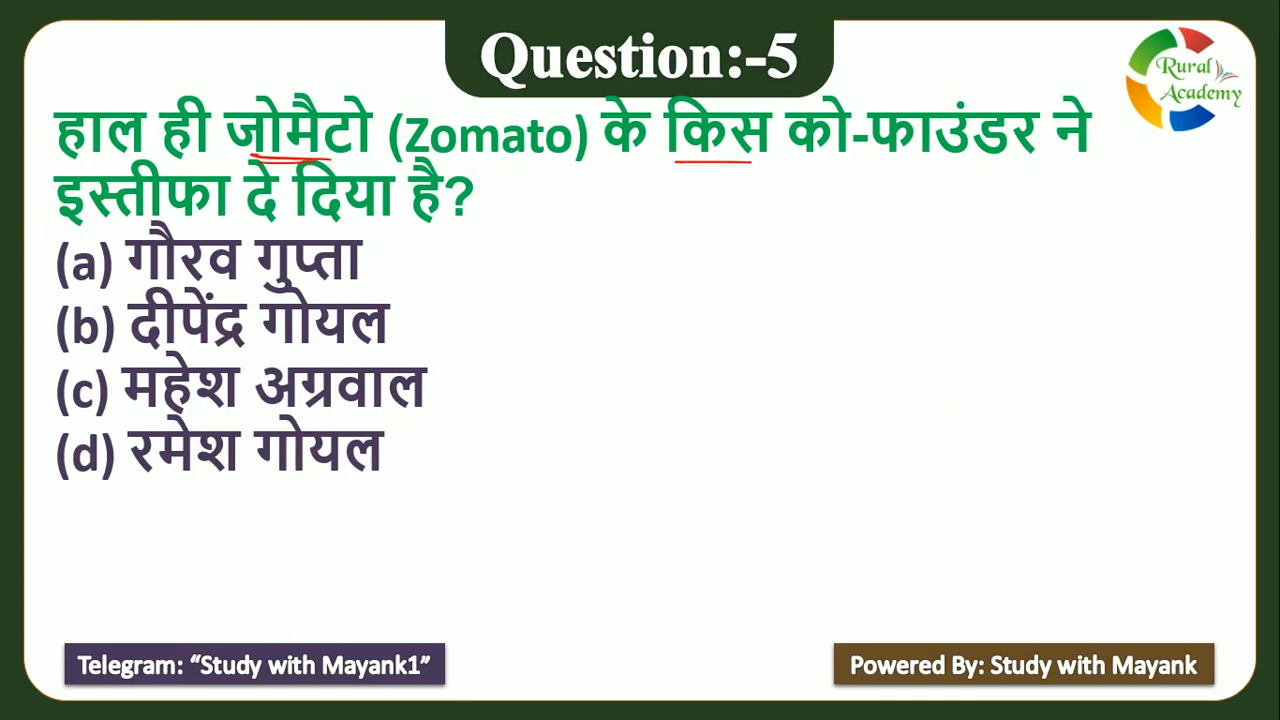 Question:-5
Rural
Academy
हाल ही जोमैटो (Zomato) के किस को-फाउंडर ने
इस्तीफा दे दिया है?
(a) गौरव गुप्ता
(b) दीपेंद्र गोयल
(c) महेश अग्रवाल
(d) रमेश गोयल
Telegram: “Study with Mayank1”
Powered By: Study with Mayank